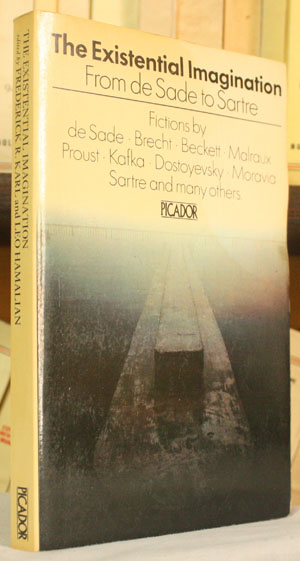 The Existential Imagination
From de Sade to Sartre
Fictions by
de Sade · Brecht · Beckett · Malraux
Proust · Kafka · Dostoyevsky · Moravia
Sartre and many others
PICADOR
THE EXISTENTIAL IMAGINATION
edited by FREDERICK R. KARL and LEO HAMALIAN
PICADOR